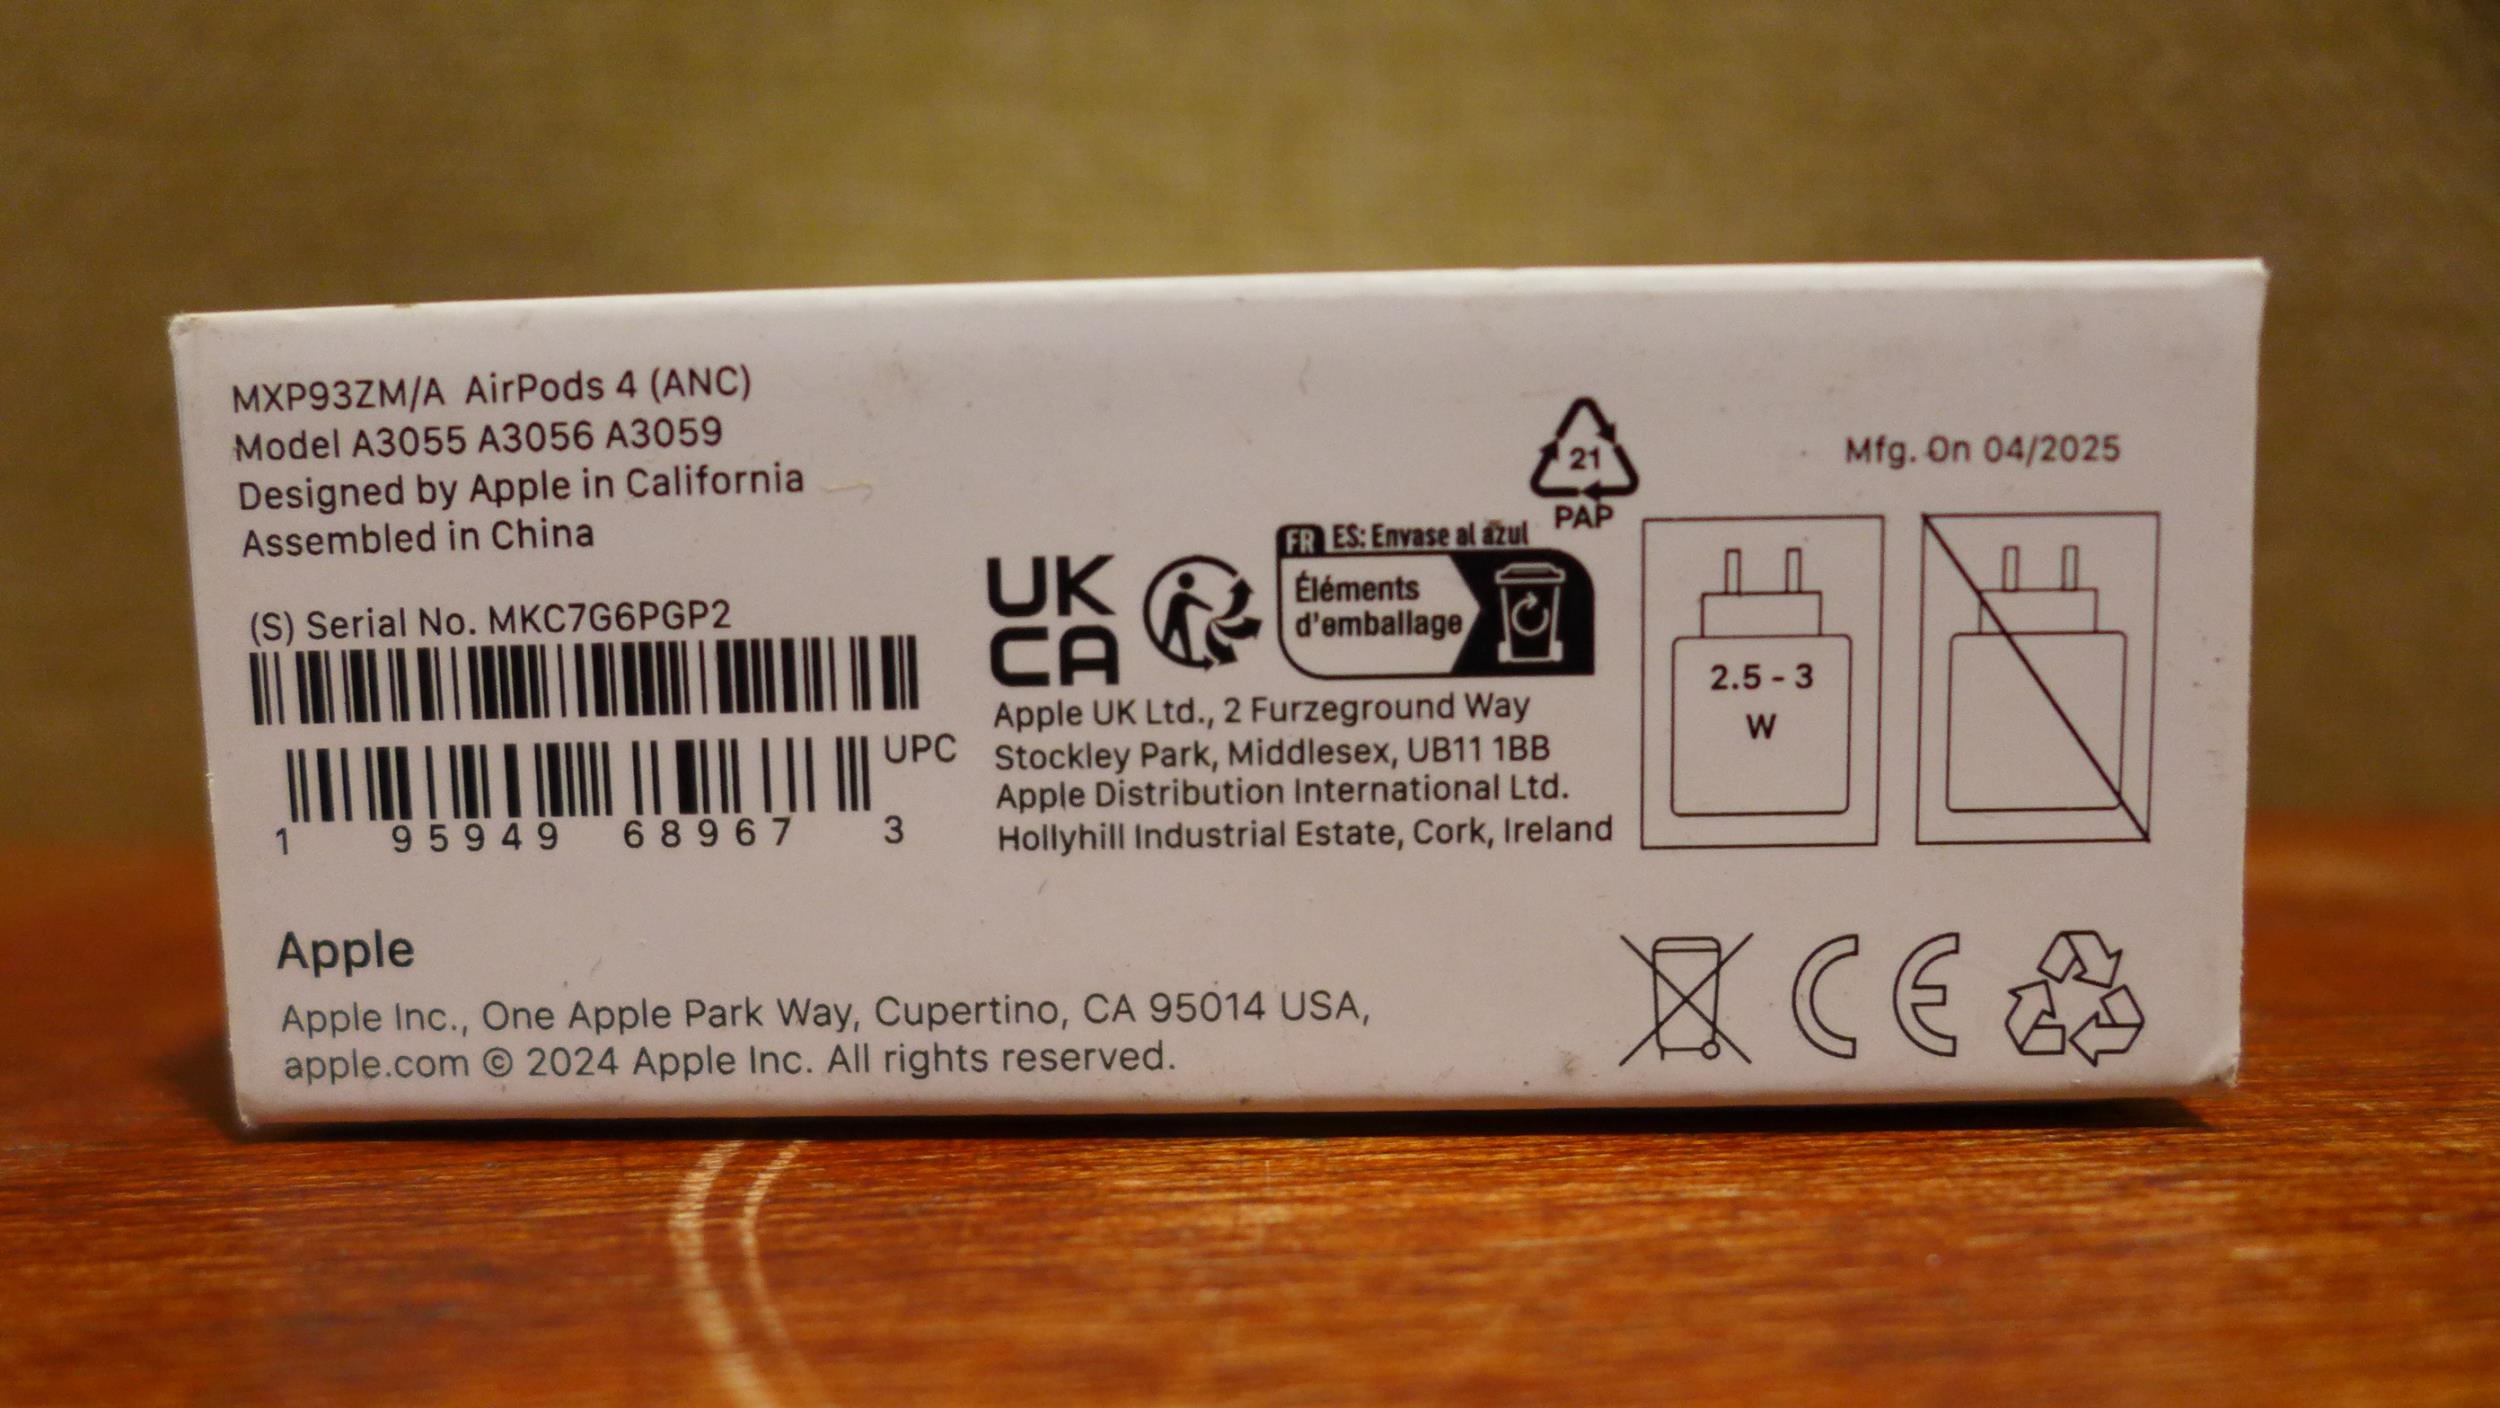 MXP93ZM/A AirPods 4 (ANC)
Model A3055 A3056 A3059
Designed by Apple in California
Assembled in China
(S) Serial No. MKC7G6PGP2
UPC
1 95949 68967 3
UK
CA
FR ES: Envase al azul
Éléments
d'emballage
21
PAP
Apple UK Ltd., 2 Furzeground Way
Stockley Park, Middlesex, UB11 1BB
Apple Distribution International Ltd.
Hollyhill Industrial Estate, Cork, Ireland
Mfg. On 04/2025
2.5 - 3
W
Apple
Apple Inc., One Apple Park Way, Cupertino, CA 95014 USA,
apple.com © 2024 Apple Inc. All rights reserved.
CE